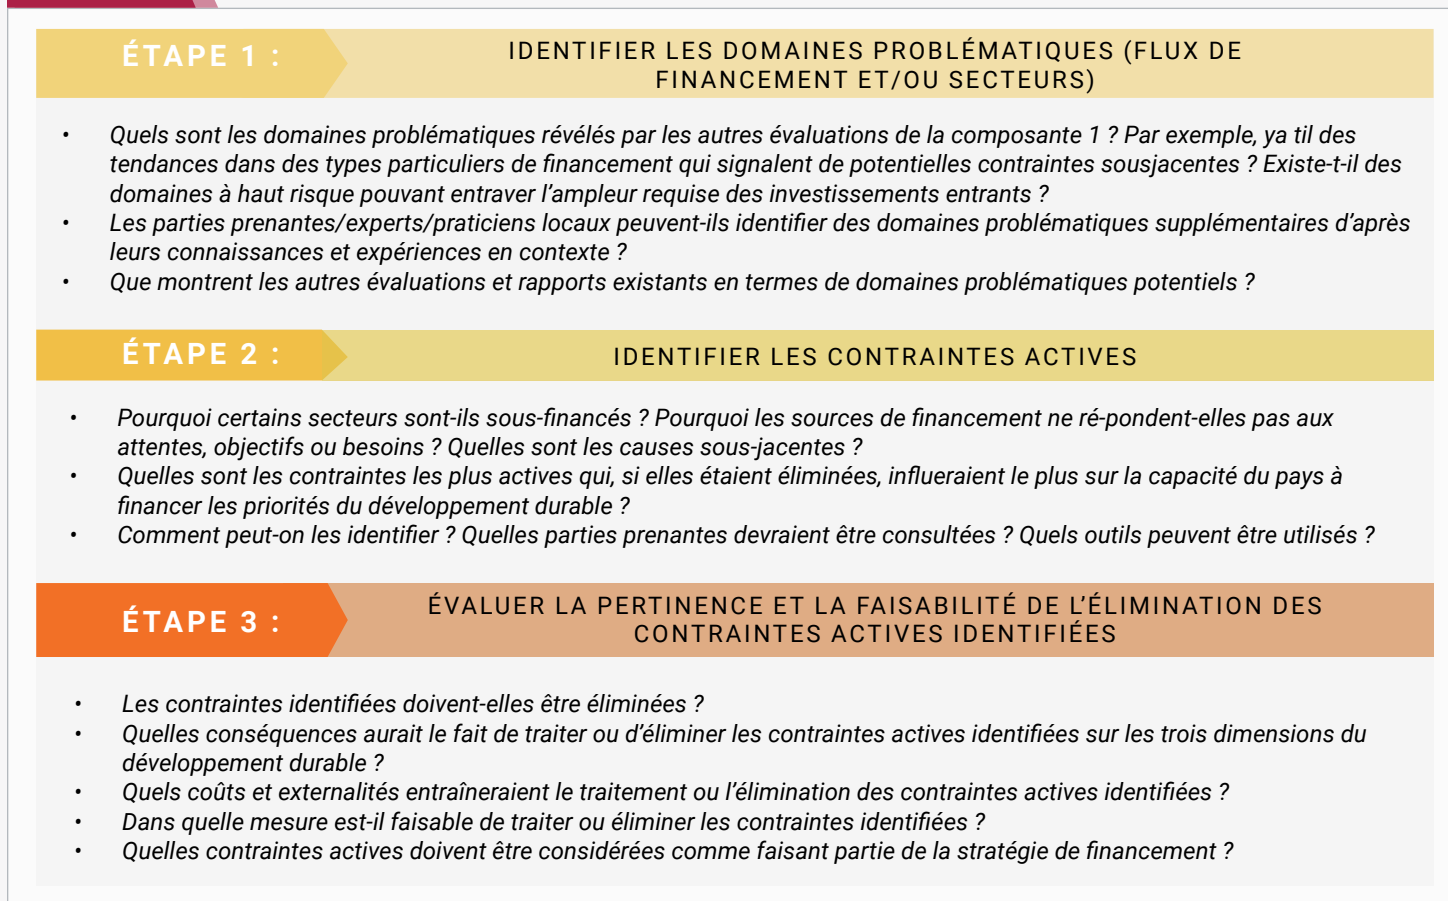 ÉTAPE 1 :
IDENTIFIER LES DOMAINES PROBLÉMATIQUES (FLUX DE
FINANCEMENT ET/OU SECTEURS)
• Quels sont les domaines problématiques révélés par les autres évaluations de la composante 1 ? Par exemple, ya til des
tendances dans des types particuliers de financement qui signalent de potentielles contraintes sousjacentes ? Existe-t-il des
domaines à haut risque pouvant entraver l’ampleur requise des investissements entrants ?
• Les parties prenantes/experts/praticiens locaux peuvent-ils identifier des domaines problématiques supplémentaires d’après
leurs connaissances et expériences en contexte ?
• Que montrent les autres évaluations et rapports existants en termes de domaines problématiques potentiels ?
ÉTAPE 2 :
IDENTIFIER LES CONTRAINTES ACTIVES
• Pourquoi certains secteurs sont-ils sous-financés ? Pourquoi les sources de financement ne ré-pondent-elles pas aux
attentes, objectifs ou besoins ? Quelles sont les causes sous-jacentes ?
• Quelles sont les contraintes les plus actives qui, si elles étaient éliminées, influeraient le plus sur la capacité du pays à
financer les priorités du développement durable ?
• Comment peut-on les identifier ? Quelles parties prenantes devraient être consultées ? Quels outils peuvent être utilisés ?
ÉTAPE 3 :
ÉVALUER LA PERTINENCE ET LA FAISABILITÉ DE L’ÉLIMINATION DES
CONTRAINTES ACTIVES IDENTIFIÉES
• Les contraintes identifiées doivent-elles être éliminées ?
• Quelles conséquences aurait le fait de traiter ou d’éliminer les contraintes actives identifiées sur les trois dimensions du
développement durable ?
• Quels coûts et externalités entraîneraient le traitement ou l’élimination des contraintes actives identifiées ?
• Dans quelle mesure est-il faisable de traiter ou éliminer les contraintes identifiées ?
• Quelles contraintes actives doivent être considérées comme faisant partie de la stratégie de financement ?